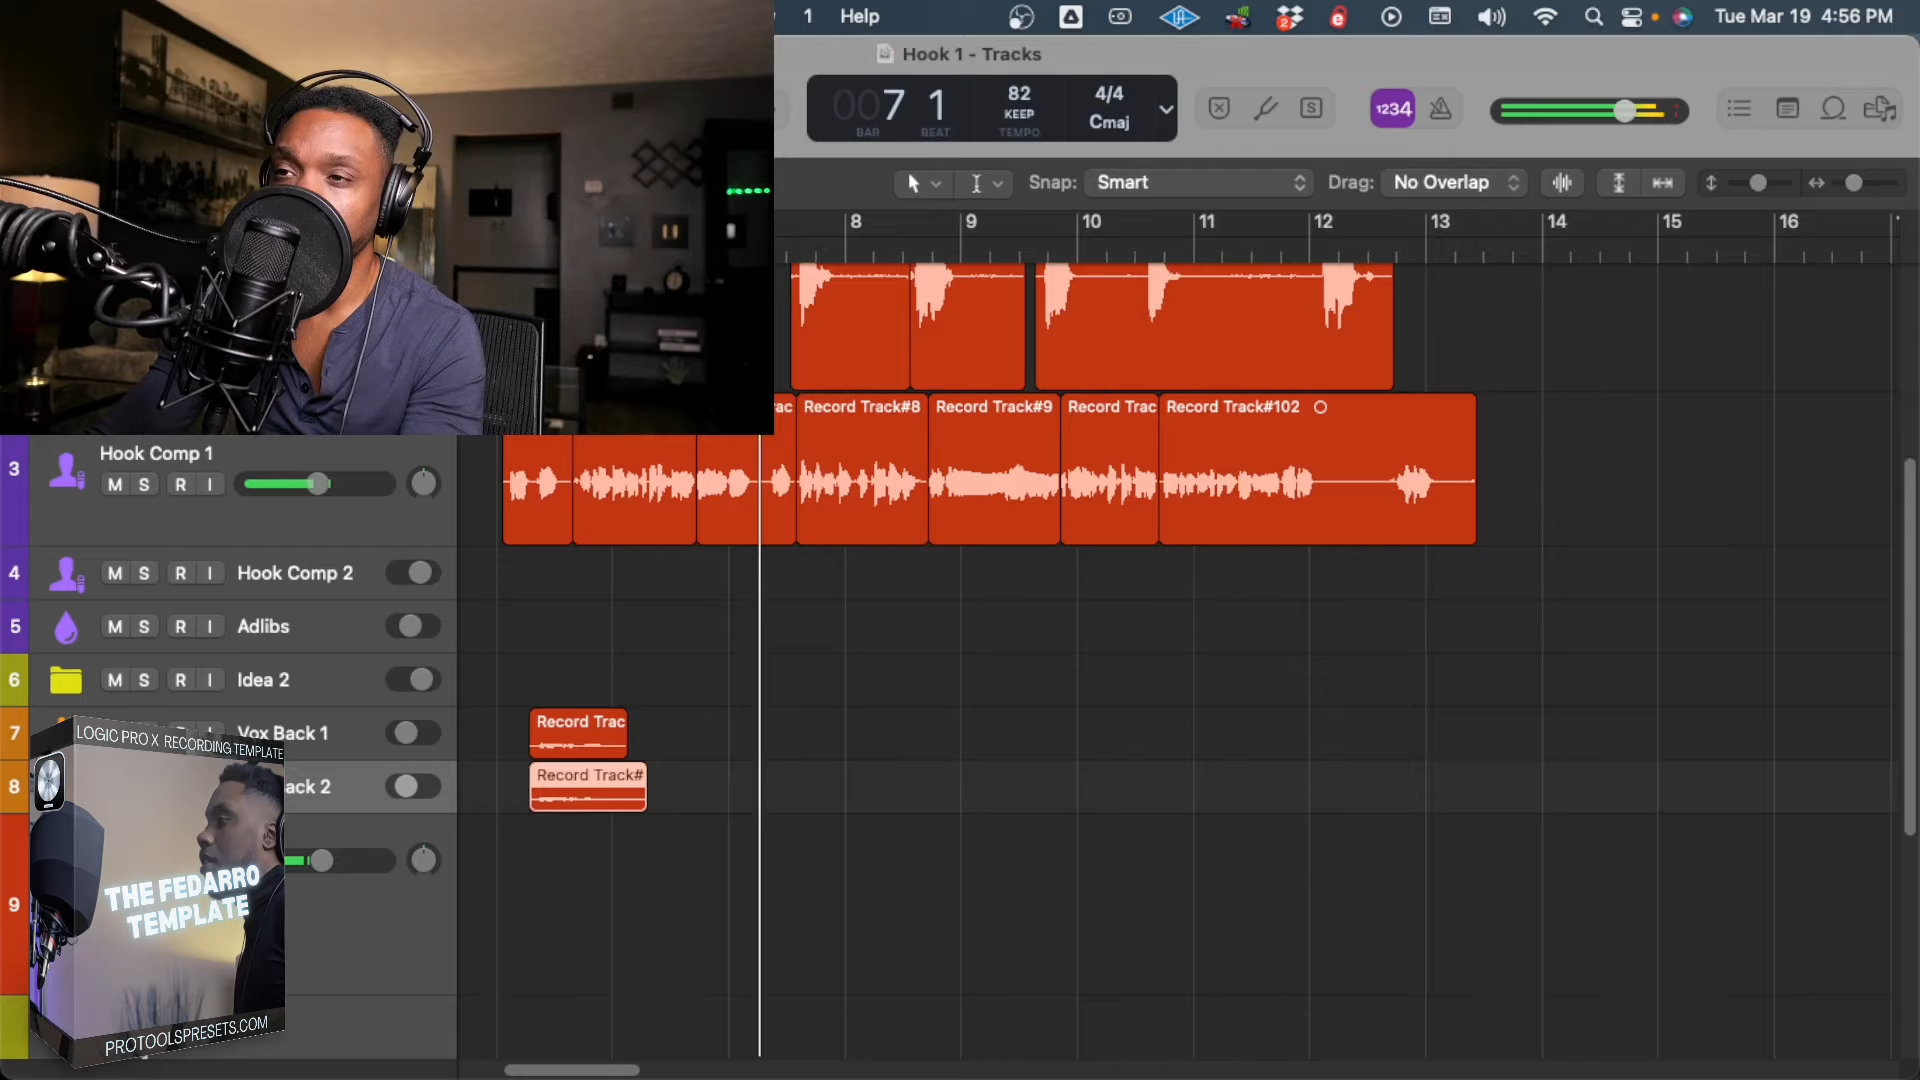 1 Help
Tue Mar 19 4:56 PM
Hook 1 - Tracks
007 1
BAR BEAT
82
KEEP
TEMPO
4/4
Cmaj
S
1234
Snap: Smart
Drag: No Overlap
8 9 10 11 12 13 14 15 16
rac
Record Track#8
Record Track#9
Record Trac
Record Track#102
3 Hook Comp 1
M S R I
4 M S R I Hook Comp 2
5 M S R I Adlibs
6 M S R I Idea 2
7 Vox Back 1
Record Trac
8 ack 2
Record Track#
9
LOGIC PRO X RECORDING TEMPLATE
THE FEDARRO
TEMPLATE
PROTOOLSPRESETS.COM